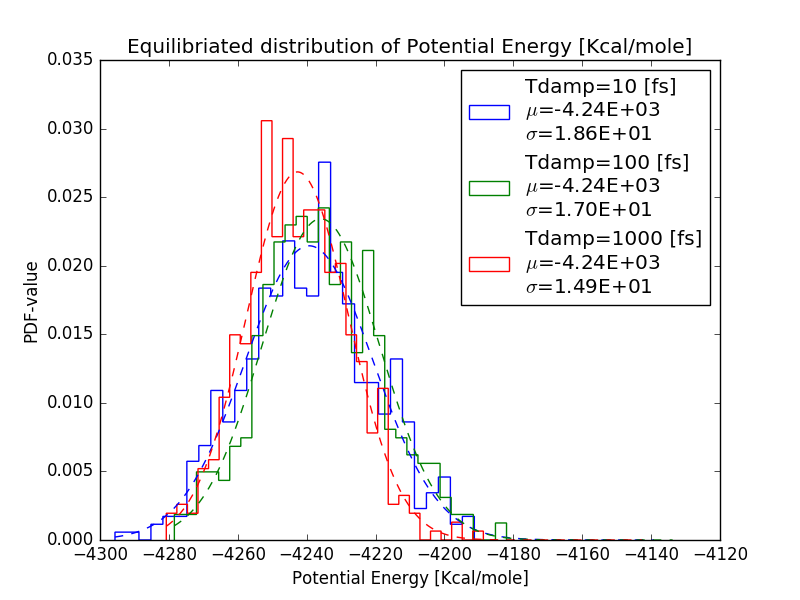 Equilibriated distribution of Potential Energy [Kcal/mole]
0.035
0.030
0.025
0.020
0.015
0.010
0.005
0.000
PDF-value
Tdamp=10 [fs]
μ=-4.24E+03
σ=1.86E+01
Tdamp=100 [fs]
μ=-4.24E+03
σ=1.70E+01
Tdamp=1000 [fs]
μ=-4.24E+03
σ=1.49E+01
−4300 −4280 −4260 −4240 −4220 −4200 −4180 −4160 −4140 −4120
Potential Energy [Kcal/mole]